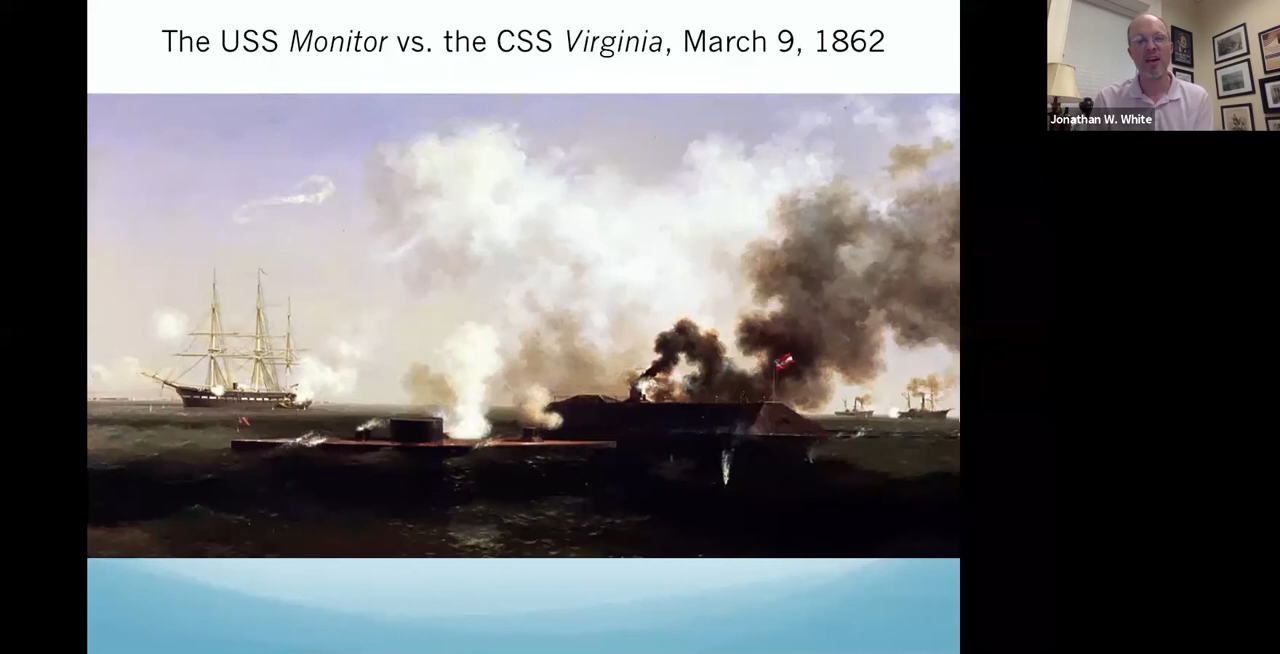 The USS Monitor vs. the CSS Virginia, March 9, 1862
Jonathan W. White